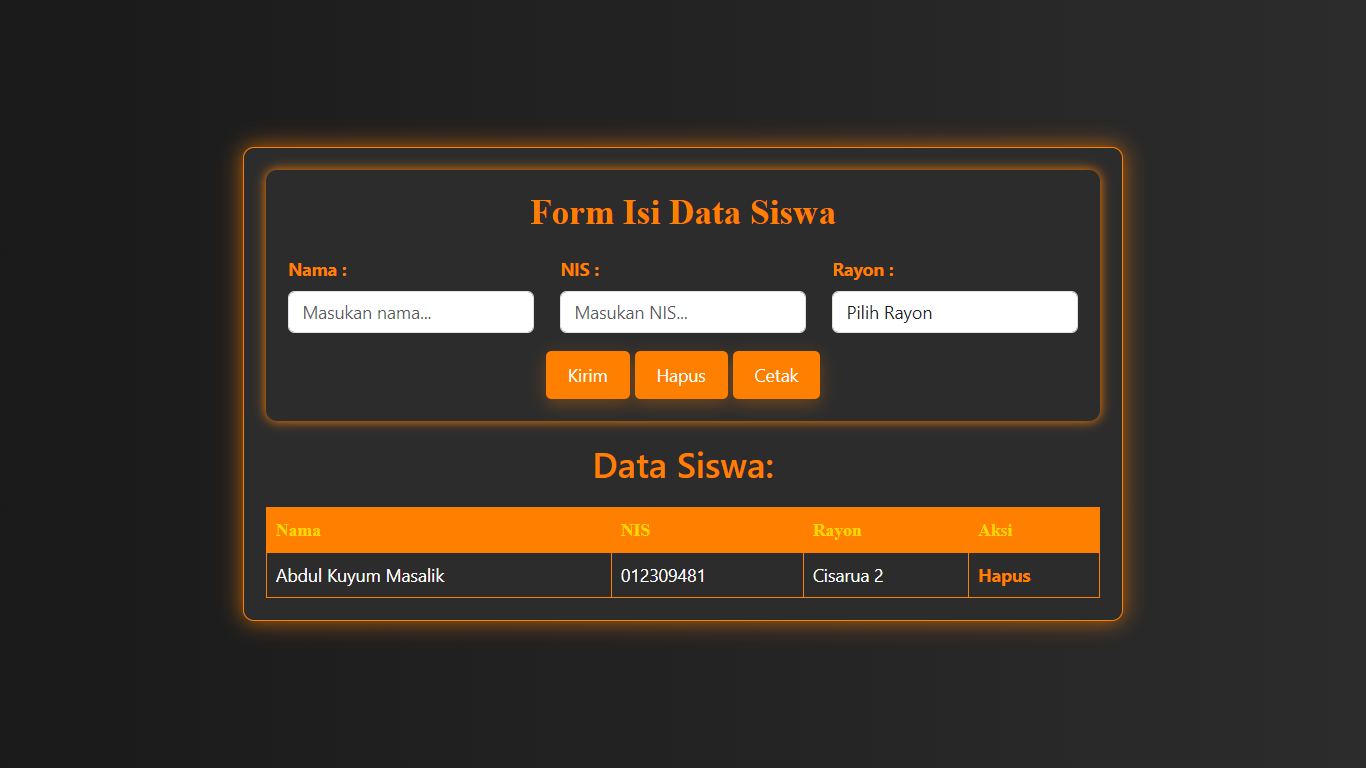 Form Isi Data Siswa
Nama : NIS : Rayon :
Masukan nama... Masukan NIS... Pilih Rayon
Kirim Hapus Cetak
Data Siswa:
Nama NIS Rayon Aksi
Abdul Kuyum Masalik 012309481 Cisarua 2 Hapus